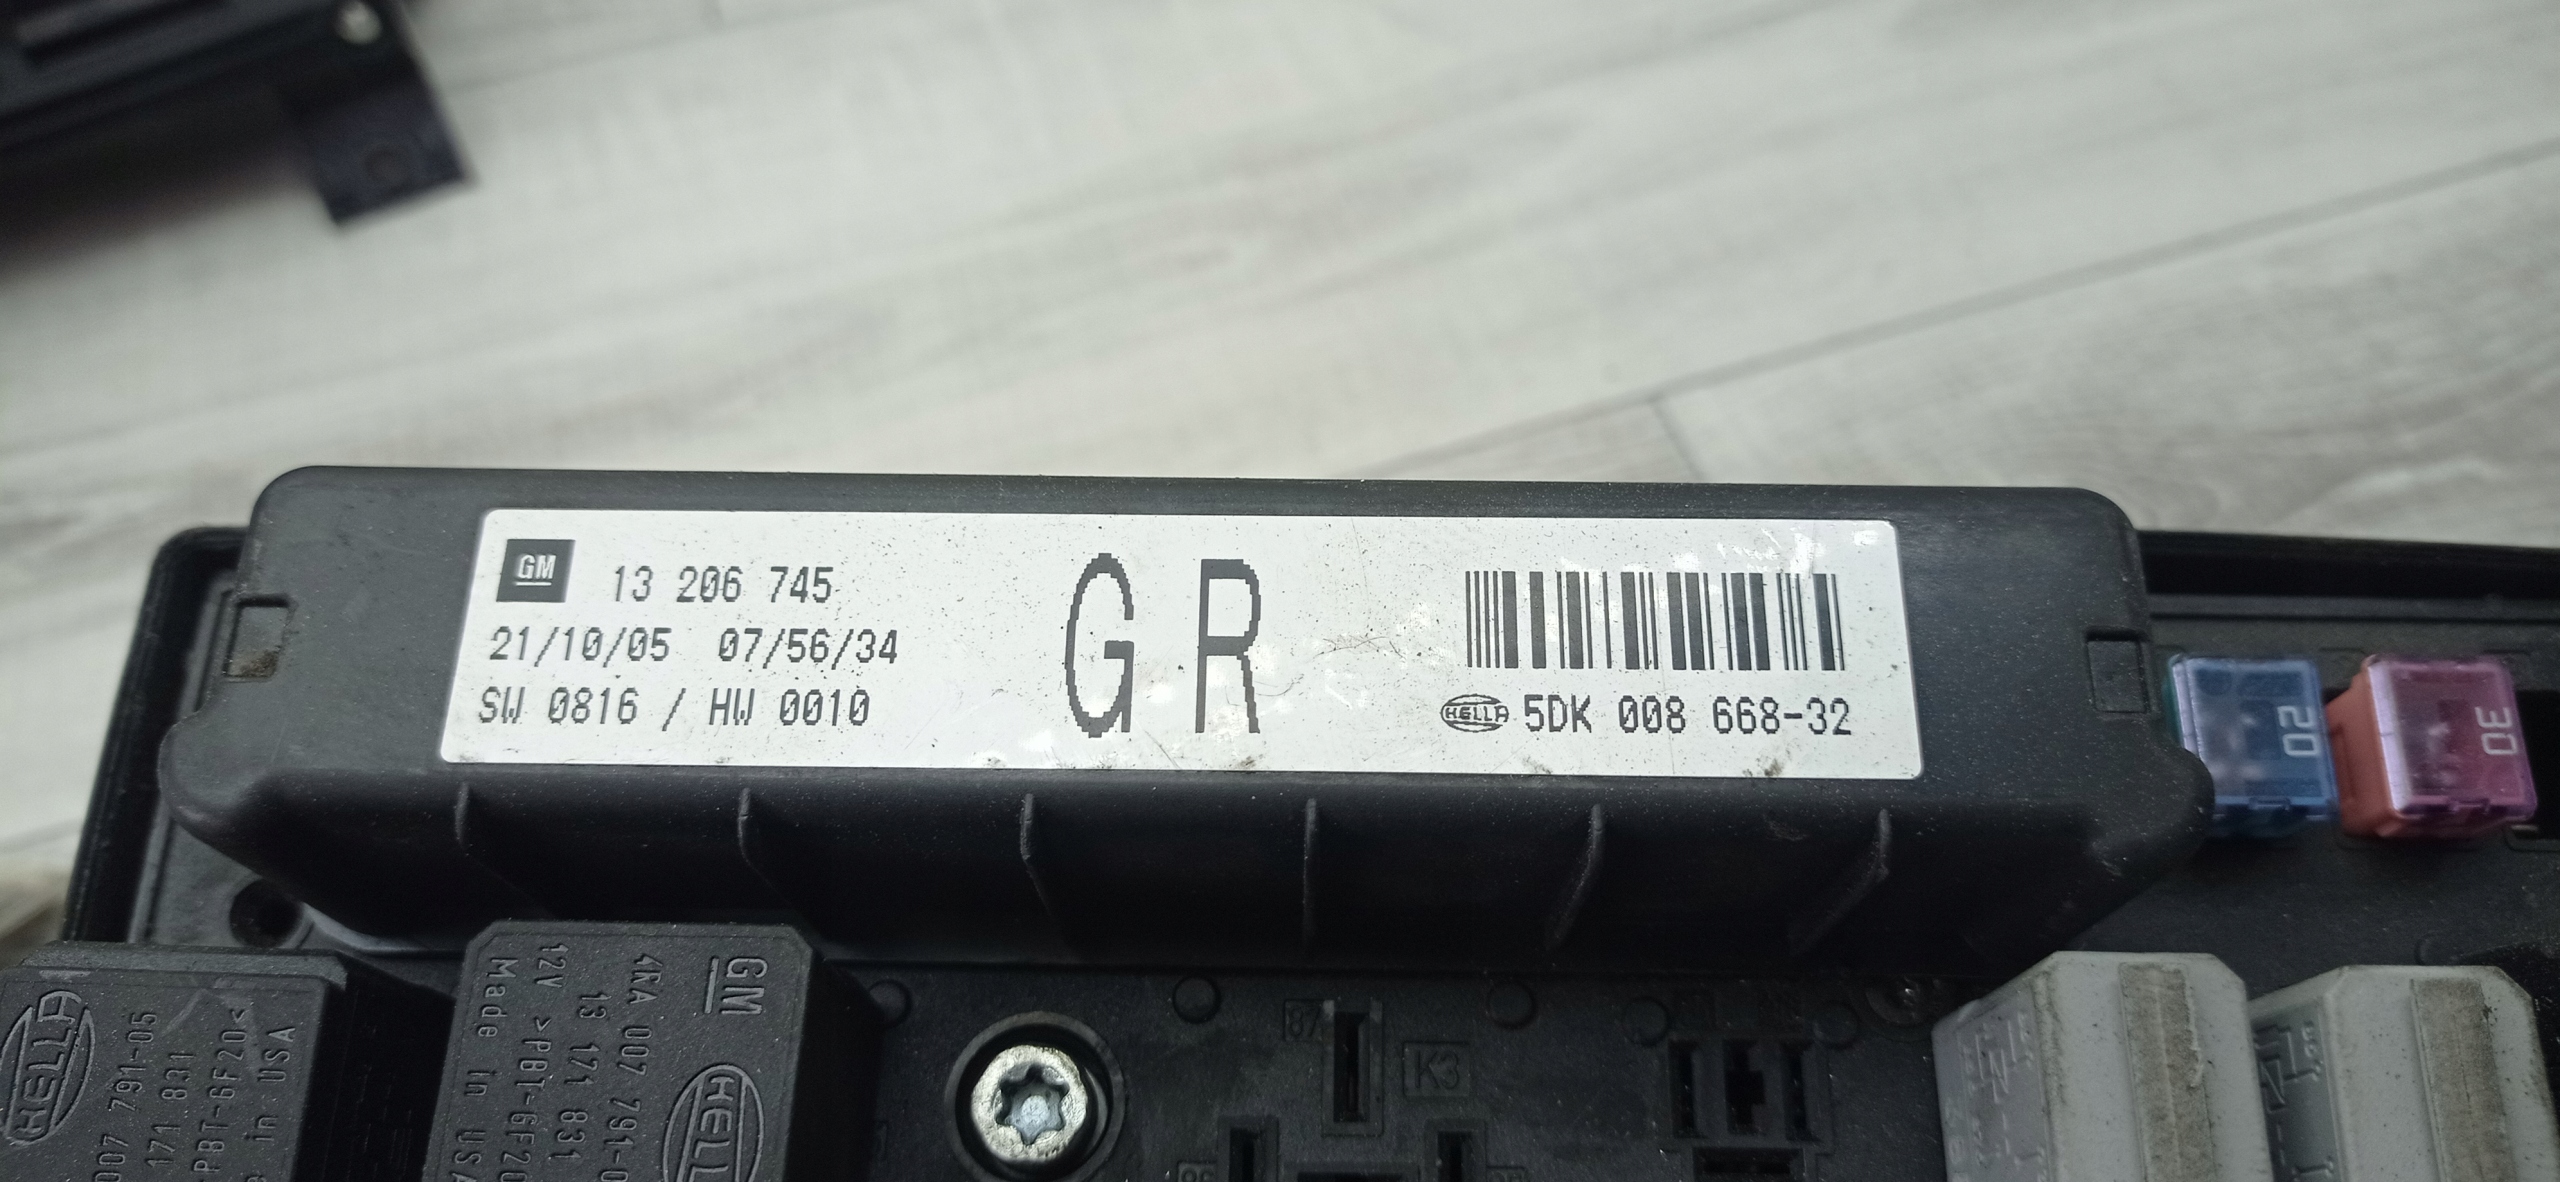 GM 13 206 745
21/10/05 07/56/34
SW 0816 / HW 0010
GR
HELLA 5DK 008 668-32
20
30
HELLA
007 791-05
171 831
PBT-GF20<
in USA
GM
4RA 007 791-0
13 171 831
12V >PBT-GF20
Made in USA
HELL
87
K3